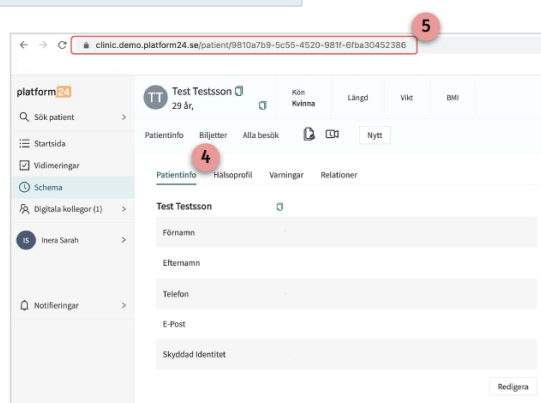 5
clinic.demo.platform24.se/patient/9810a7b9-5c55-4520-981f-6fba30452386
platform24
Sök patient
Startsida
Vidimeringar
Schema
Digitala kollegor (1)
IS Inera Sarah
Notifieringar
TT Test Testsson
29 år,
Kön
Kvinna
Längd
Vikt
BMI
Patientinfo Biljetter Alla besök Nytt
4
Patientinfo Hälsoprofil Varningar Relationer
Test Testsson
Förnamn
Efternamn
Telefon
E-Post
Skyddad Identitet
Redigera